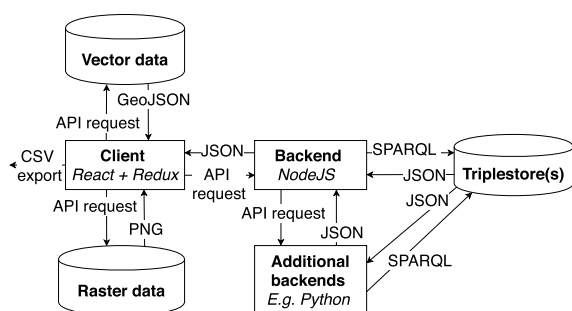 Vector data
GeoJSON
API request
CSV
export
Client
React + Redux
JSON
API
request
Backend
NodeJS
SPARQL
JSON
Triplestore(s)
API request
PNG
API request
JSON
JSON
SPARQL
Raster data
Additional
backends
E.g. Python